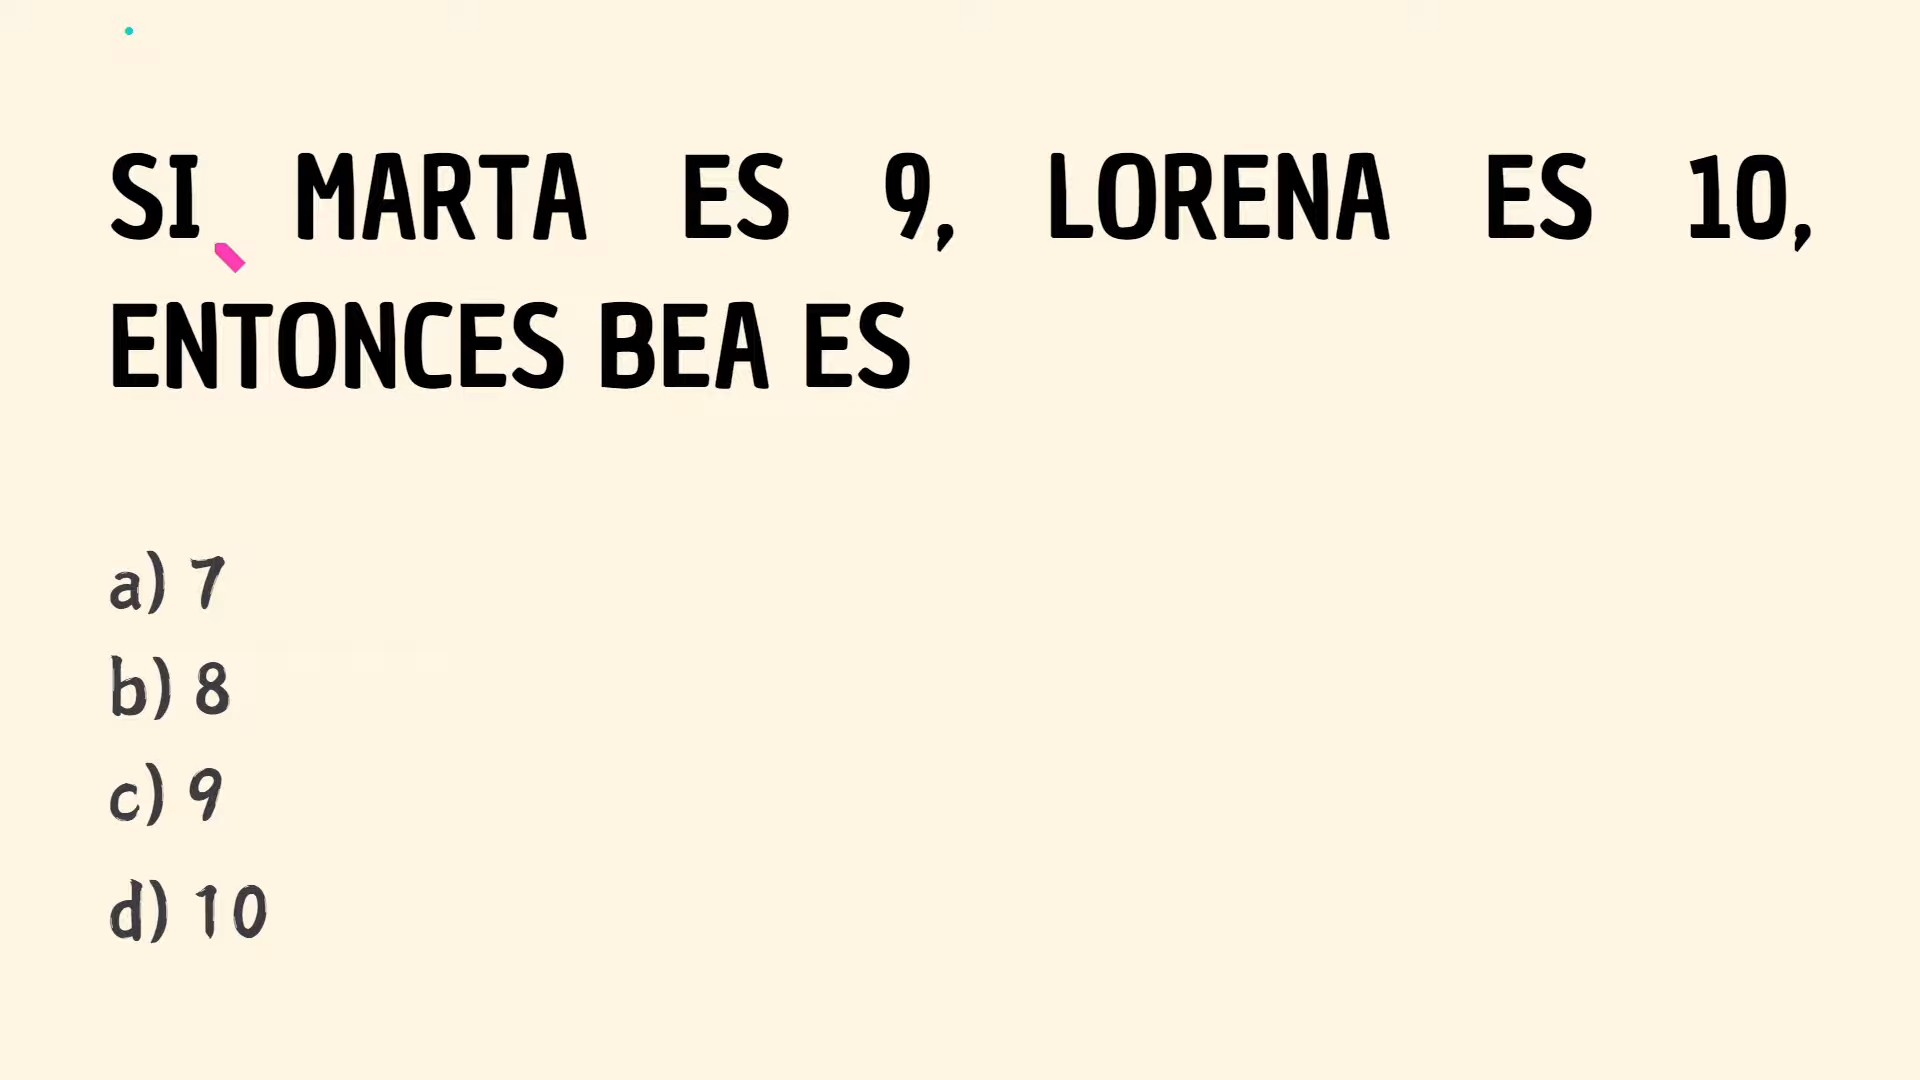 SI MARTA ES 9, LORENA ES 10,
ENTONCES BEA ES
a) 7
b) 8
c) 9
d) 10